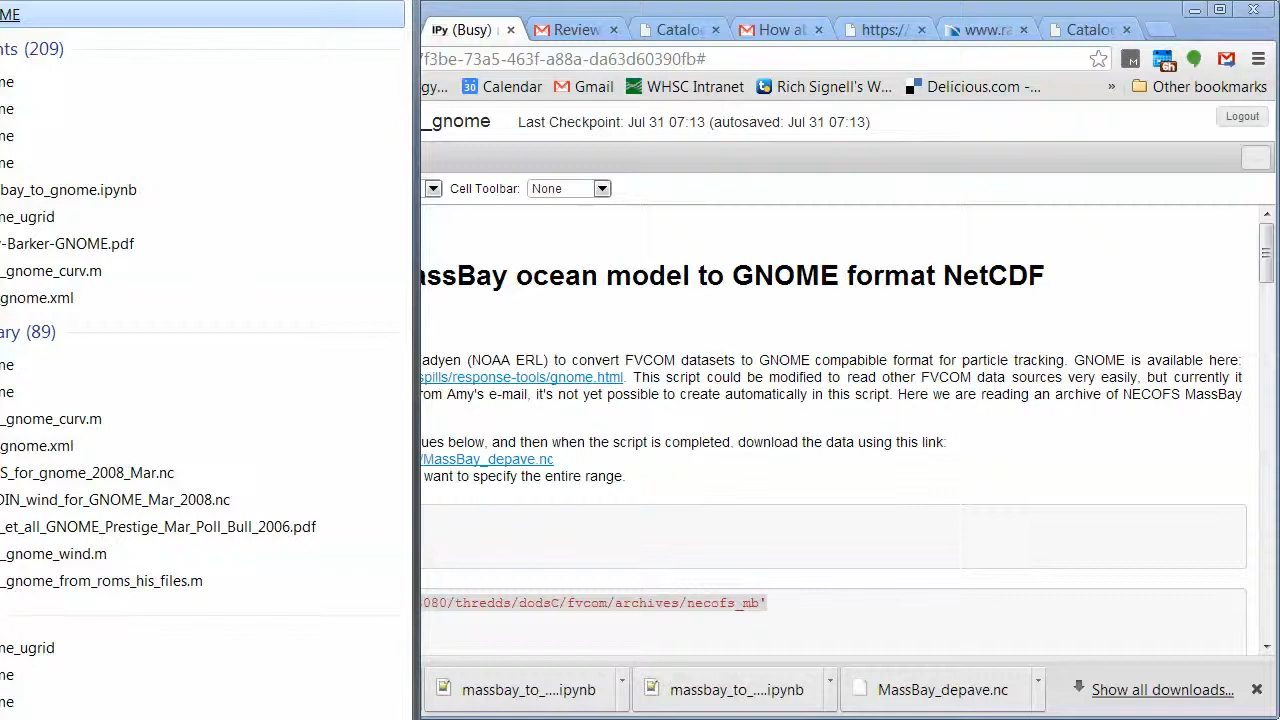 OME
nts (209)
ne
ne
ne
ne
bay_to_gnome.ipynb
ne_ugrid
-Barker-GNOME.pdf
_gnome_curv.m
gnome.xml
ary (89)
ne
ne
_gnome_curv.m
gnome.xml
S_for_gnome_2008_Mar.nc
DIN_wind_for_GNOME_Mar_2008.nc
_et_all_GNOME_Prestige_Mar_Poll_Bull_2006.pdf
_gnome_wind.m
_gnome_from_roms_his_files.m
ne_ugrid
ne
ne
IPy (Busy) Review Catalo How al https:/ www.ra Catalo
7f3be-73a5-463f-a88a-da63d60390fb#
gy... Calendar Gmail WHSC Intranet Rich Signell's W... Delicious.com -... » Other bookmarks
_gnome Last Checkpoint: Jul 31 07:13 (autosaved: Jul 31 07:13) Logout
Cell Toolbar: None
assBay ocean model to GNOME format NetCDF
adyen (NOAA ERL) to convert FVCOM datasets to GNOME compabible format for particle tracking. GNOME is available here:
spills/response-tools/gnome.html. This script could be modified to read other FVCOM data sources very easily, but currently it
rom Amy's e-mail, it's not yet possible to create automatically in this script. Here we are reading an archive of NECOFS MassBay
ues below, and then when the script is completed. download the data using this link:
/MassBay_depave.nc
want to specify the entire range.
8080/thredds/dodsC/fvcom/archives/necofs_mb'
massbay_to_....ipynb massbay_to_....ipynb MassBay_depave.nc Show all downloads...